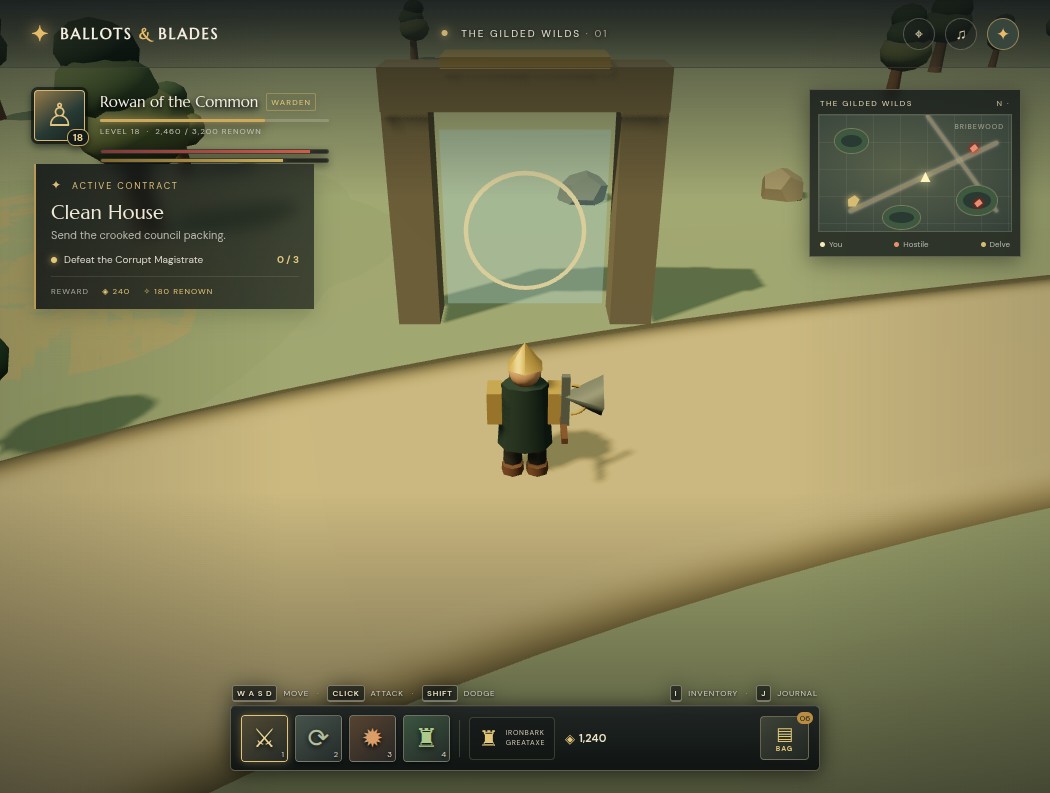 BALLOTS & BLADES
THE GILDED WILDS · 01
Rowan of the Common WARDEN
18
LEVEL 18 · 2,460 / 3,200 RENOWN
ACTIVE CONTRACT
Clean House
Send the crooked council packing.
Defeat the Corrupt Magistrate 0 / 3
REWARD 240 180 RENOWN
THE GILDED WILDS N ·
BRIBEWOOD
You Hostile Delve
W A S D MOVE · CLICK ATTACK · SHIFT DODGE
I INVENTORY · J JOURNAL
1
2
3
4
IRONBARK
GREATAXE
1,240
06
BAG